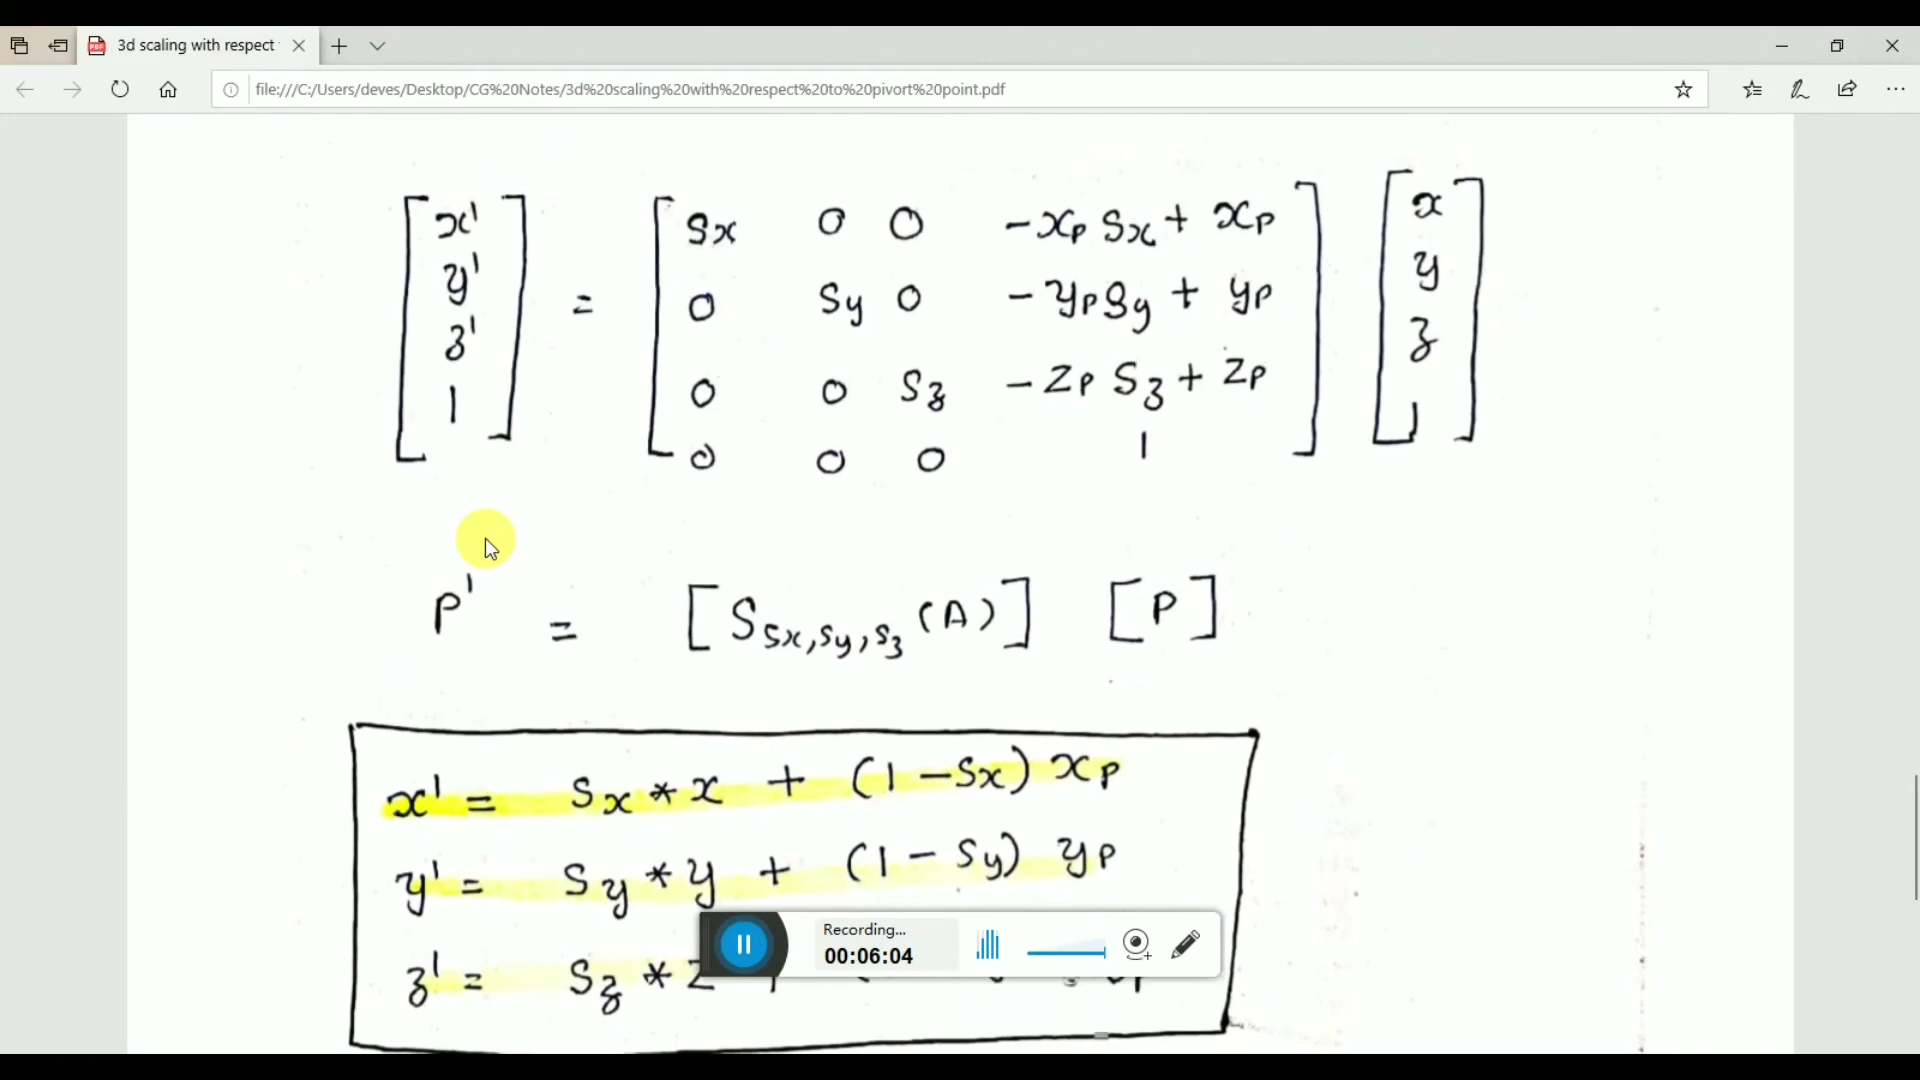 3d scaling with respect
file:///C:/Users/deves/Desktop/CG%20Notes/3d%20scaling%20with%20respect%20to%20pivort%20point.pdf
[x'] = [Sx 0 0 -xp Sx + xp] [x]
[y'] [0 Sy 0 -yp Sy + yp] [y]
[z'] [0 0 Sz -zp Sz + zp] [z]
[1] [0 0 0 1] [1]
P' = [S sx,sy,sz (A)] [P]
x' = Sx * x + (1 - Sx) xp
y' = Sy * y + (1 - Sy) yp
Recording...
00:06:04
z' = Sz * z